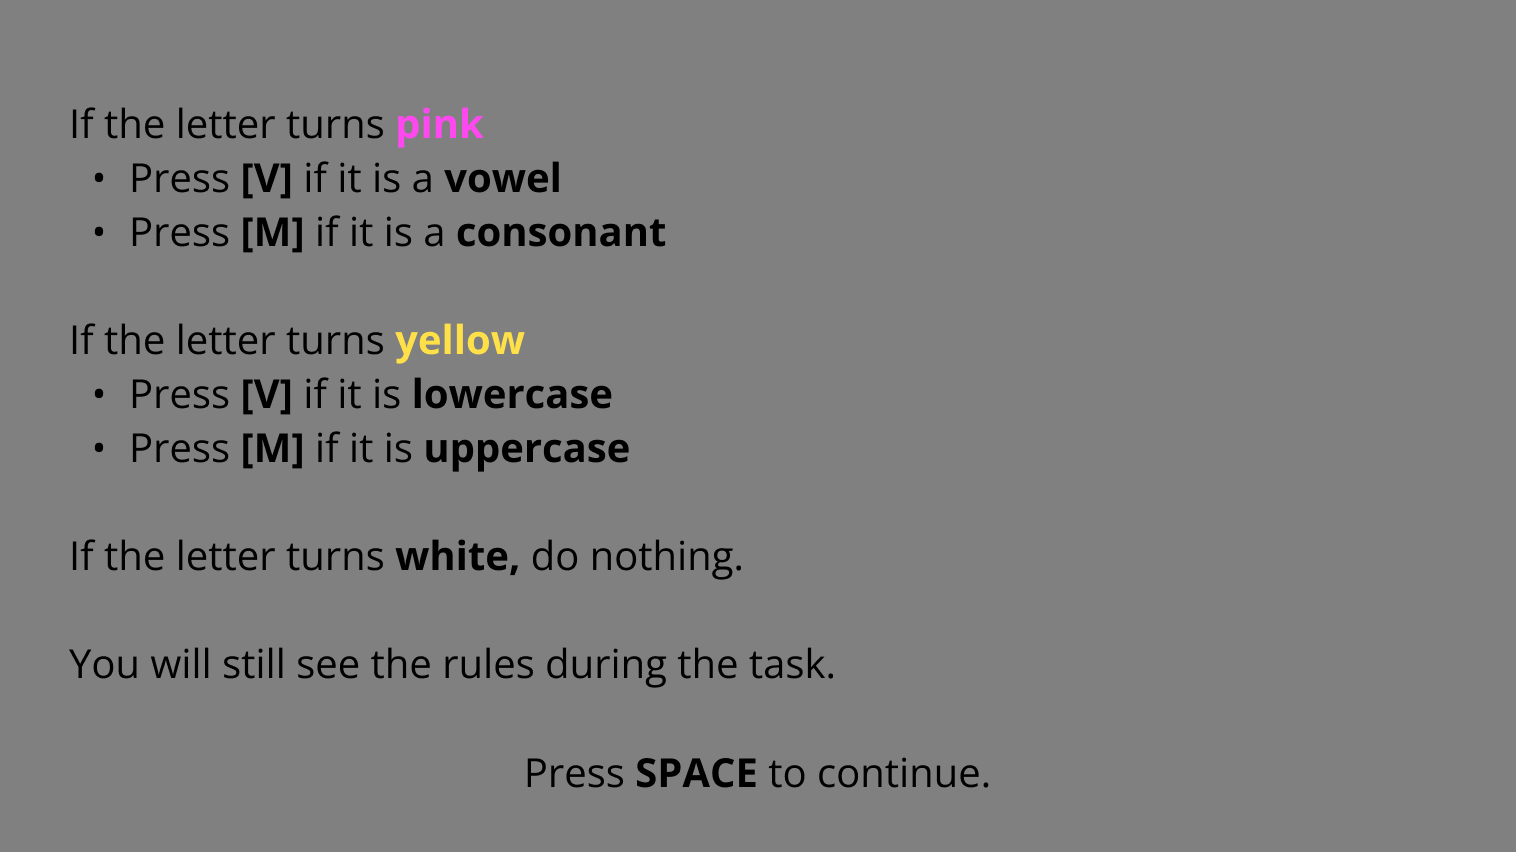 If the letter turns pink
• Press [V] if it is a vowel
• Press [M] if it is a consonant
If the letter turns yellow
• Press [V] if it is lowercase
• Press [M] if it is uppercase
If the letter turns white, do nothing.
You will still see the rules during the task.
Press SPACE to continue.